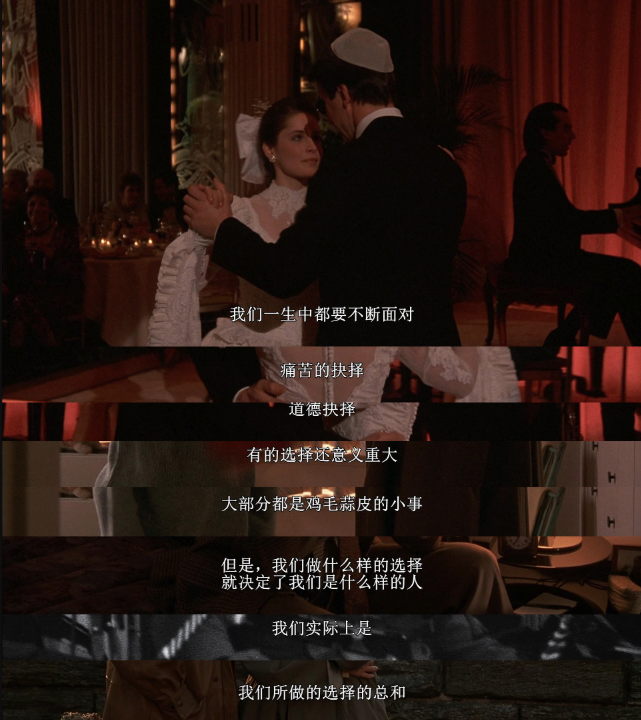 我们一生中都要不断面对
痛苦的抉择
道德抉择
有的选择还意义重大
大部分都是鸡毛蒜皮的小事
但是，我们做什么样的选择
就决定了我们是什么样的人
我们实际上是
我们所做的选择的总和